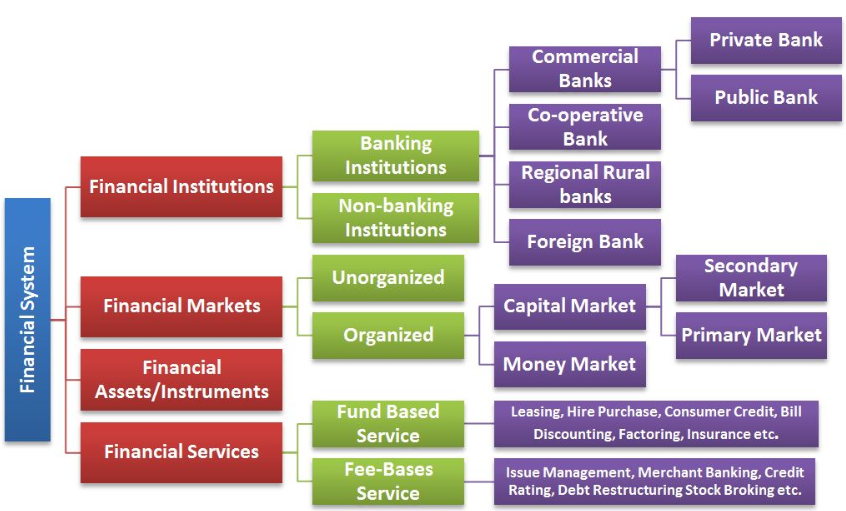 Financial System
Financial Institutions
Banking
Institutions
Commercial
Banks
Private Bank
Public Bank
Co-operative
Bank
Regional Rural
banks
Foreign Bank
Non-banking
Institutions
Financial Markets
Unorganized
Organized
Capital Market
Secondary
Market
Primary Market
Money Market
Financial
Assets/Instruments
Financial Services
Fund Based
Service
Leasing, Hire Purchase, Consumer Credit, Bill
Discounting, Factoring, Insurance etc.
Fee-Bases
Service
Issue Management, Merchant Banking, Credit
Rating, Debt Restructuring Stock Broking etc.